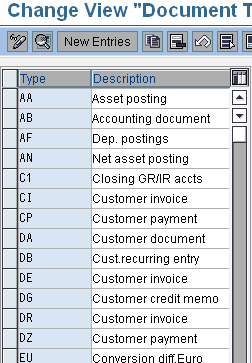 Change View "Document T
New Entries
Type Description
AA Asset posting
AB Accounting document
AF Dep. postings
AN Net asset posting
C1 Closing GR/IR accts
CI Customer invoice
CP Customer payment
DA Customer document
DB Cust.recurring entry
DE Customer invoice
DG Customer credit memo
DR Customer invoice
DZ Customer payment
EU Conversion diff.Euro